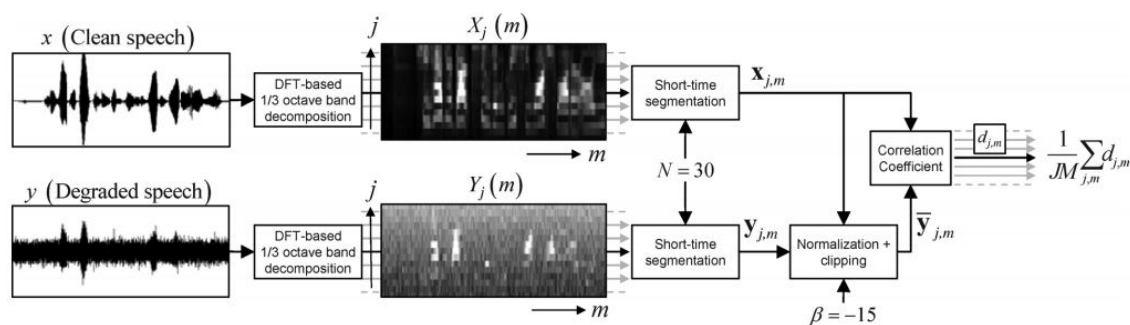 x (Clean speech)
j
X_j (m)
DFT-based
1/3 octave band
decomposition
m
Short-time
segmentation
x_{j,m}
N = 30
y (Degraded speech)
j
Y_j (m)
DFT-based
1/3 octave band
decomposition
m
Short-time
segmentation
y_{j,m}
Normalization +
clipping
β = −15
ȳ_{j,m}
Correlation
Coefficient
d_{j,m}
1/JM ∑_{j,m} d_{j,m}